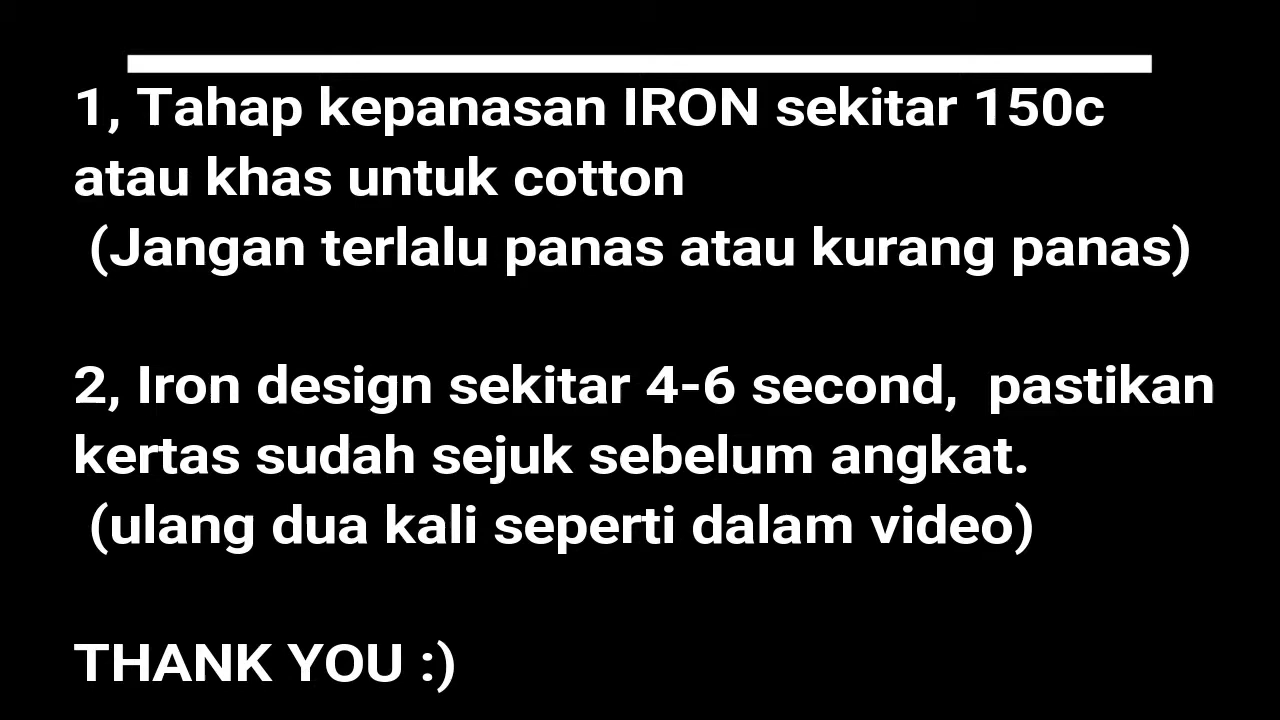 1, Tahap kepanasan IRON sekitar 150c
atau khas untuk cotton
(Jangan terlalu panas atau kurang panas)
2, Iron design sekitar 4-6 second, pastikan
kertas sudah sejuk sebelum angkat.
(ulang dua kali seperti dalam video)
THANK YOU :)